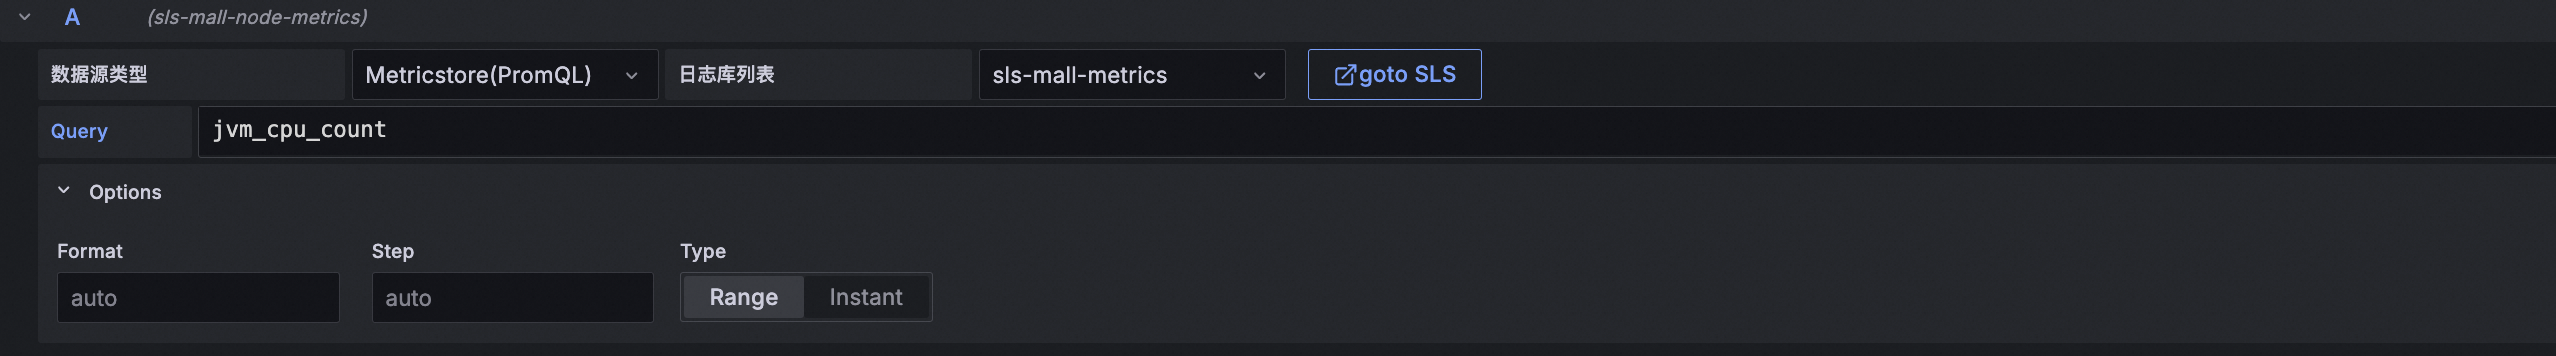 A (sls-mall-node-metrics)
数据源类型 Metricstore(PromQL) 日志库列表 sls-mall-metrics goto SLS
Query jvm_cpu_count
Options
Format Step Type
auto auto Range Instant